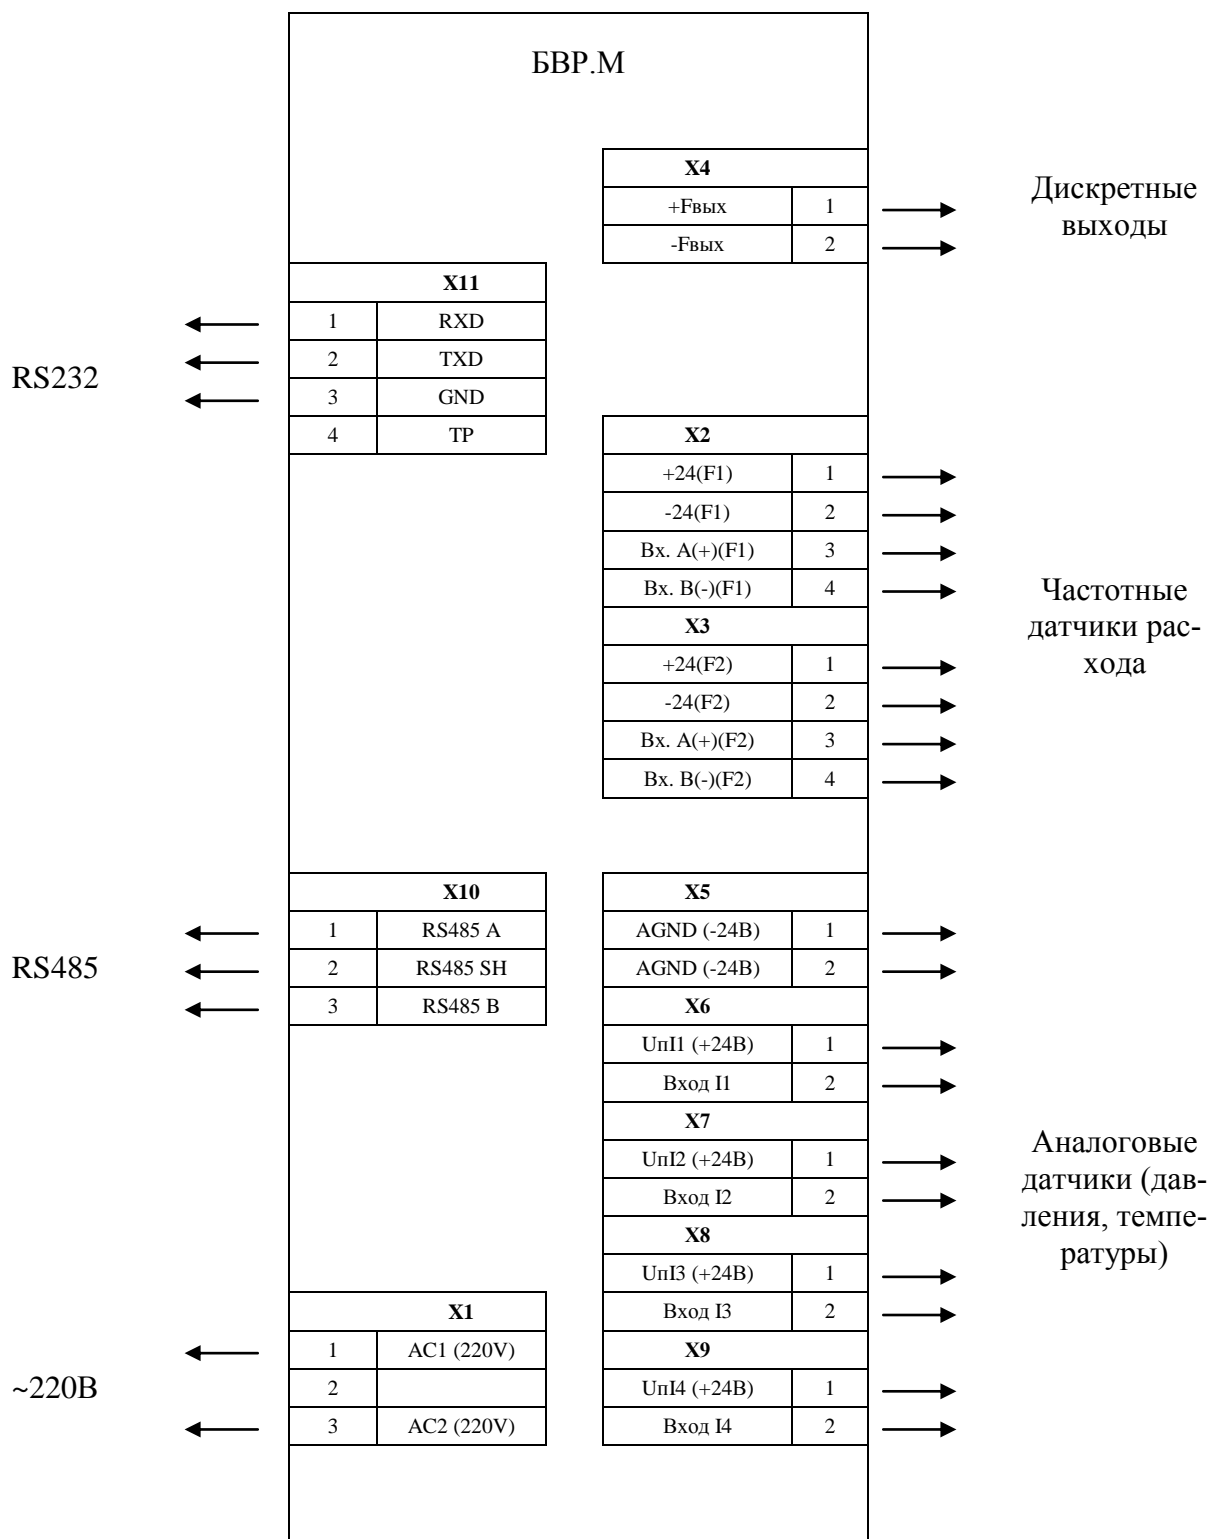 БВР.М
X4
+Fвых 1
-Fвых 2
Дискретные
выходы
X11
1 RXD
2 TXD
3 GND
4 TP
RS232
X2
+24(F1) 1
-24(F1) 2
Вх. А(+)(F1) 3
Вх. В(-)(F1) 4
X3
+24(F2) 1
-24(F2) 2
Вх. А(+)(F2) 3
Вх. В(-)(F2) 4
Частотные
датчики рас-
хода
X10
1 RS485 A
2 RS485 SH
3 RS485 B
RS485
X5
AGND (-24В) 1
AGND (-24В) 2
X6
UпI1 (+24В) 1
Вход I1 2
X7
UпI2 (+24В) 1
Вход I2 2
X8
UпI3 (+24В) 1
Вход I3 2
X9
UпI4 (+24В) 1
Вход I4 2
Аналоговые
датчики (дав-
ления, темпе-
ратуры)
X1
1 AC1 (220V)
2
3 AC2 (220V)
~220В